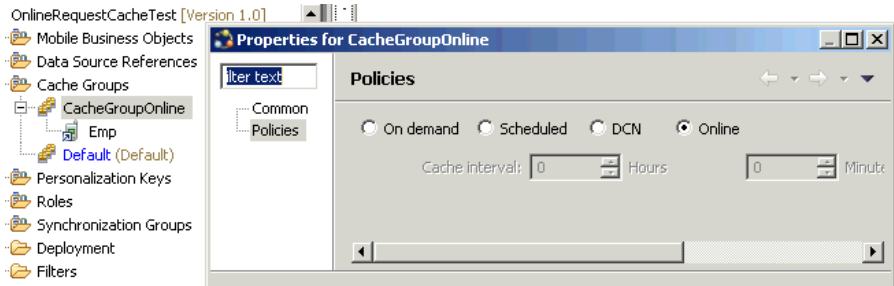 OnlineRequestCacheTest [Version 1.0]
Mobile Business Objects
Data Source References
Cache Groups
CacheGroupOnline
Emp
Default (Default)
Personalization Keys
Roles
Synchronization Groups
Deployment
Filters
Properties for CacheGroupOnline
ilter text
Common
Policies
Policies
On demand Scheduled DCN Online
Cache interval: 0 Hours 0 Minute